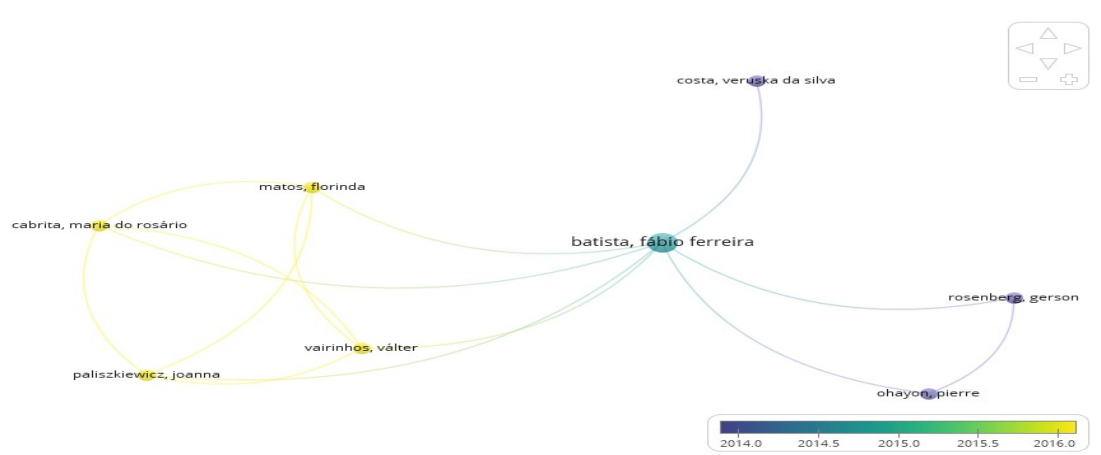 costa, veruska da silva
matos, florinda
cabrita, maria do rosário
batista, fábio ferreira
rosenberg, gerson
vairinhos, válter
paliszkiewicz, joanna
ohayon, pierre
2014.0 2014.5 2015.0 2015.5 2016.0